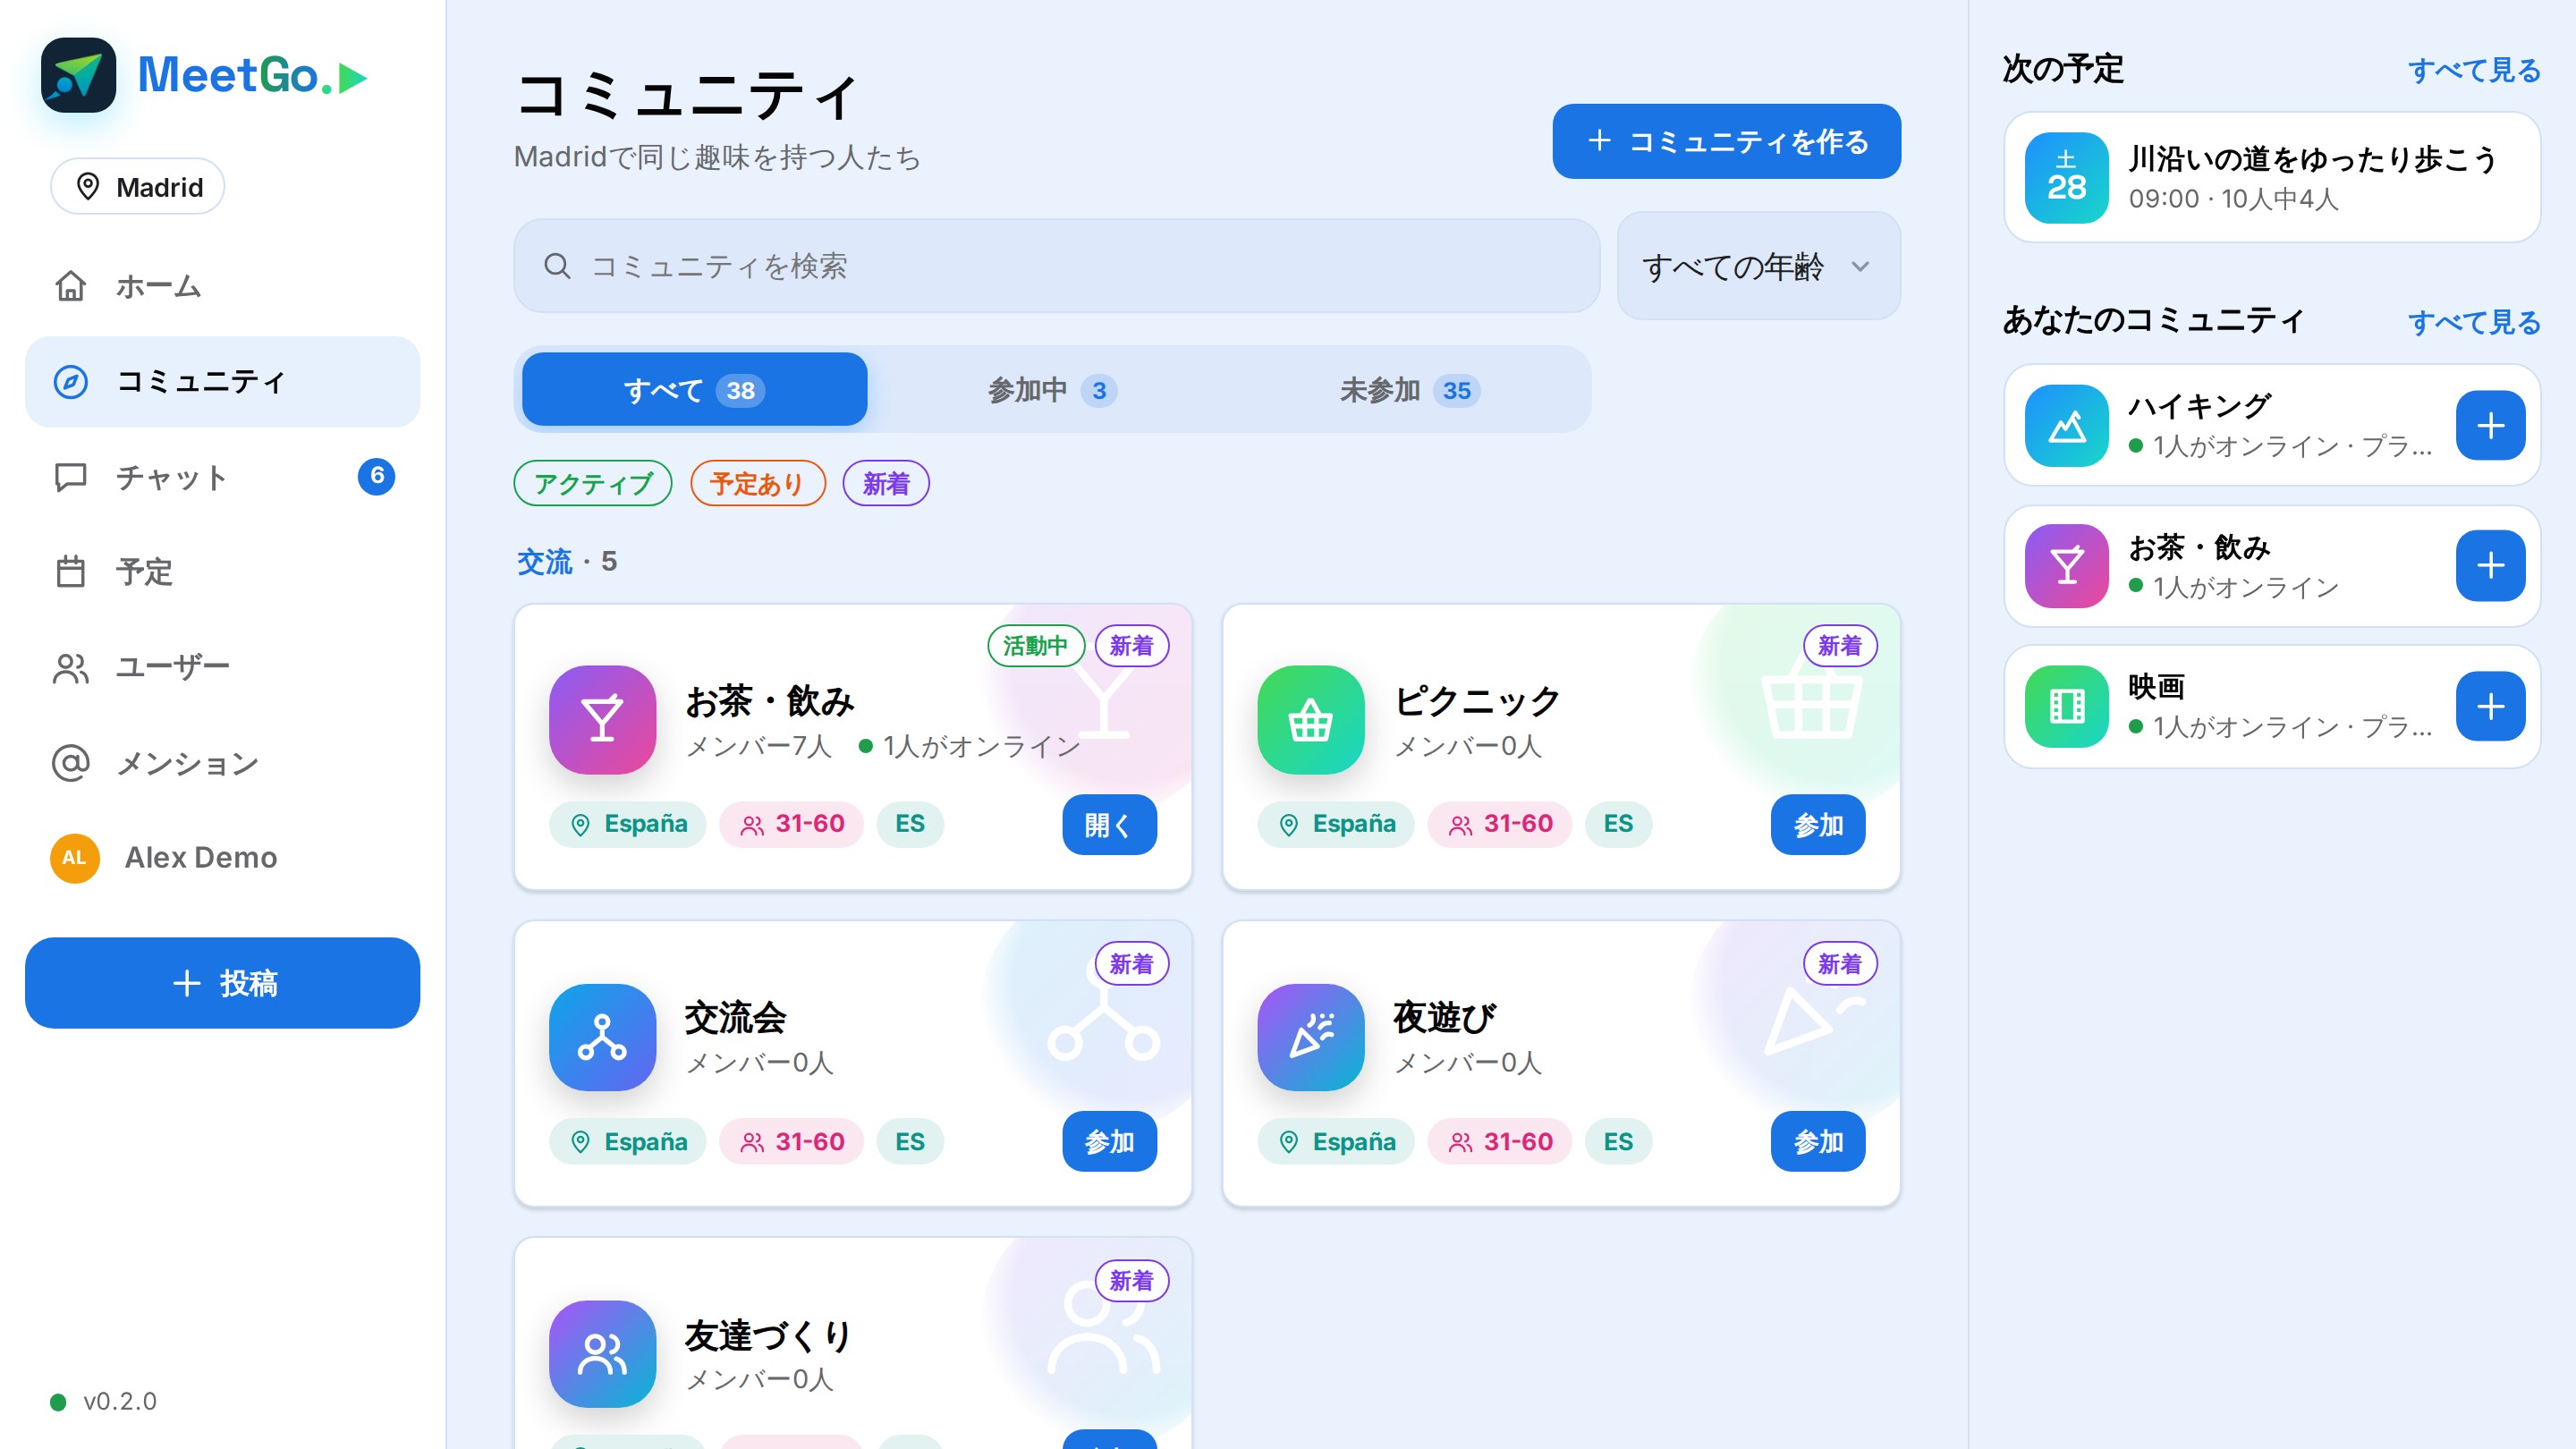 MeetGo.
Madrid
ホーム
コミュニティ
チャット 6
予定
ユーザー
メンション
AL Alex Demo
投稿
v0.2.0
コミュニティ
Madridで同じ趣味を持つ人たち
コミュニティを作る
コミュニティを検索
すべての年齢
すべて 38
参加中 3
未参加 35
アクティブ 予定あり 新着
交流 · 5
活動中 新着
お茶・飲み
メンバー7人 1人がオンライン
España 31-60 ES 開く
新着
ピクニック
メンバー0人
España 31-60 ES 参加
新着
交流会
メンバー0人
España 31-60 ES 参加
新着
夜遊び
メンバー0人
España 31-60 ES 参加
新着
友達づくり
メンバー0人
次の予定 すべて見る
土
28
川沿いの道をゆったり歩こう
09:00 · 10人中4人
あなたのコミュニティ すべて見る
ハイキング
1人がオンライン · プラ...
お茶・飲み
1人がオンライン
映画
1人がオンライン · プラ...